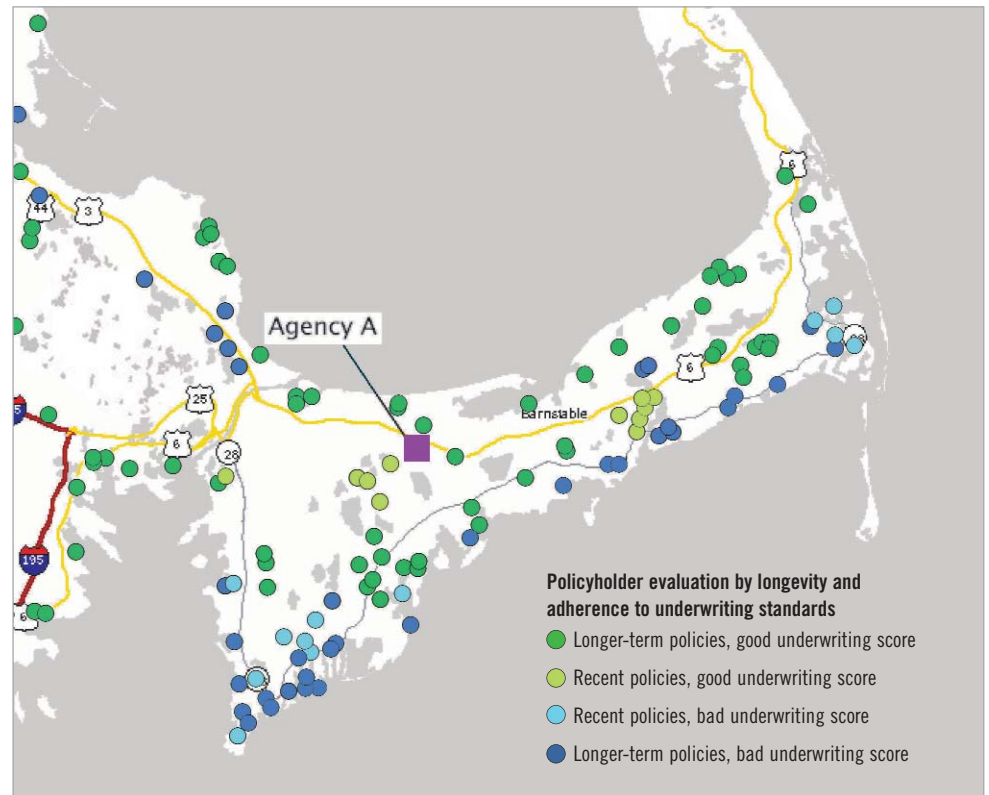 6
44
3
Agency A
25
6
Barnstable
6
28
5
195
6
Policyholder evaluation by longevity and
adherence to underwriting standards
Longer-term policies, good underwriting score
Recent policies, good underwriting score
Recent policies, bad underwriting score
Longer-term policies, bad underwriting score